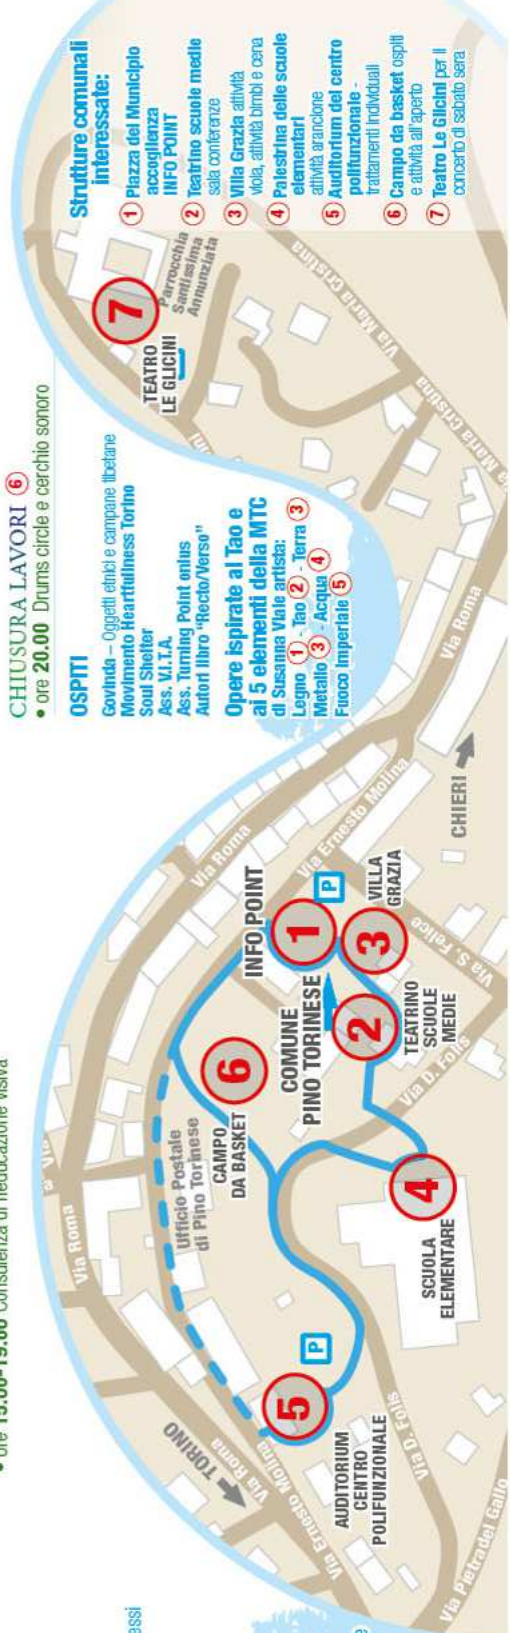 • ore 15.00-19.00 Consulenza di rieducazione visiva
CHIUSURA LAVORI 6
• ore 20.00 Drums circle e cerchio sonoro
OSPITI
Govinda – Oggetti etnici e campane tibetane
Movimento Heartfullness Torino
Soul Shelter
Ass. V.I.T.A.
Ass. Turning Point onlus
Autori libro "Recto/Verso"
Opere ispirate al Tao e
ai 5 elementi della MTC
di Susanna Viale artista:
Legno 1 - Tao 2 - Terra 3
Metallo 3 - Acqua 4
Fuoco Imperiale 5
Strutture comunali
interessate:
1 Piazza del Municipio
accoglienza
INFO POINT
2 Teatrino scuole medie
sala conferenze
3 Villa Grazia attività
viola, attività bimbi e cena
4 Palestrina delle scuole
elementari
attività arancione
5 Auditorium del centro
polifunzionale -
trattamenti individuali
6 Campo da basket ospiti
e attività all'aperto
7 Teatro Le Glicini per il
concerto di sabato sera
7
TEATRO
LE GLICINI
Parrocchia
Santissima
Annunziata
Via Maria Cristina
Via Maria Cristina
Via Roma
Via Roma
Via Roma
Via Roma
Via Ernesto Molina
Via Ernesto Molina
INFO POINT
1
P
COMUNE
PINO TORINESE
3
VILLA
GRAZIA
2
TEATRINO
SCUOLE
MEDIE
Via S. Felice
Via D. Folis
CHIERI
6
CAMPO
DA BASKET
Ufficio Postale
di Pino Torinese
4
SCUOLA
ELEMENTARE
P
5
AUDITORIUM
CENTRO
POLIFUNZIONALE
TORINO
Via D. Folis
Via Pietra del Gallo
essi